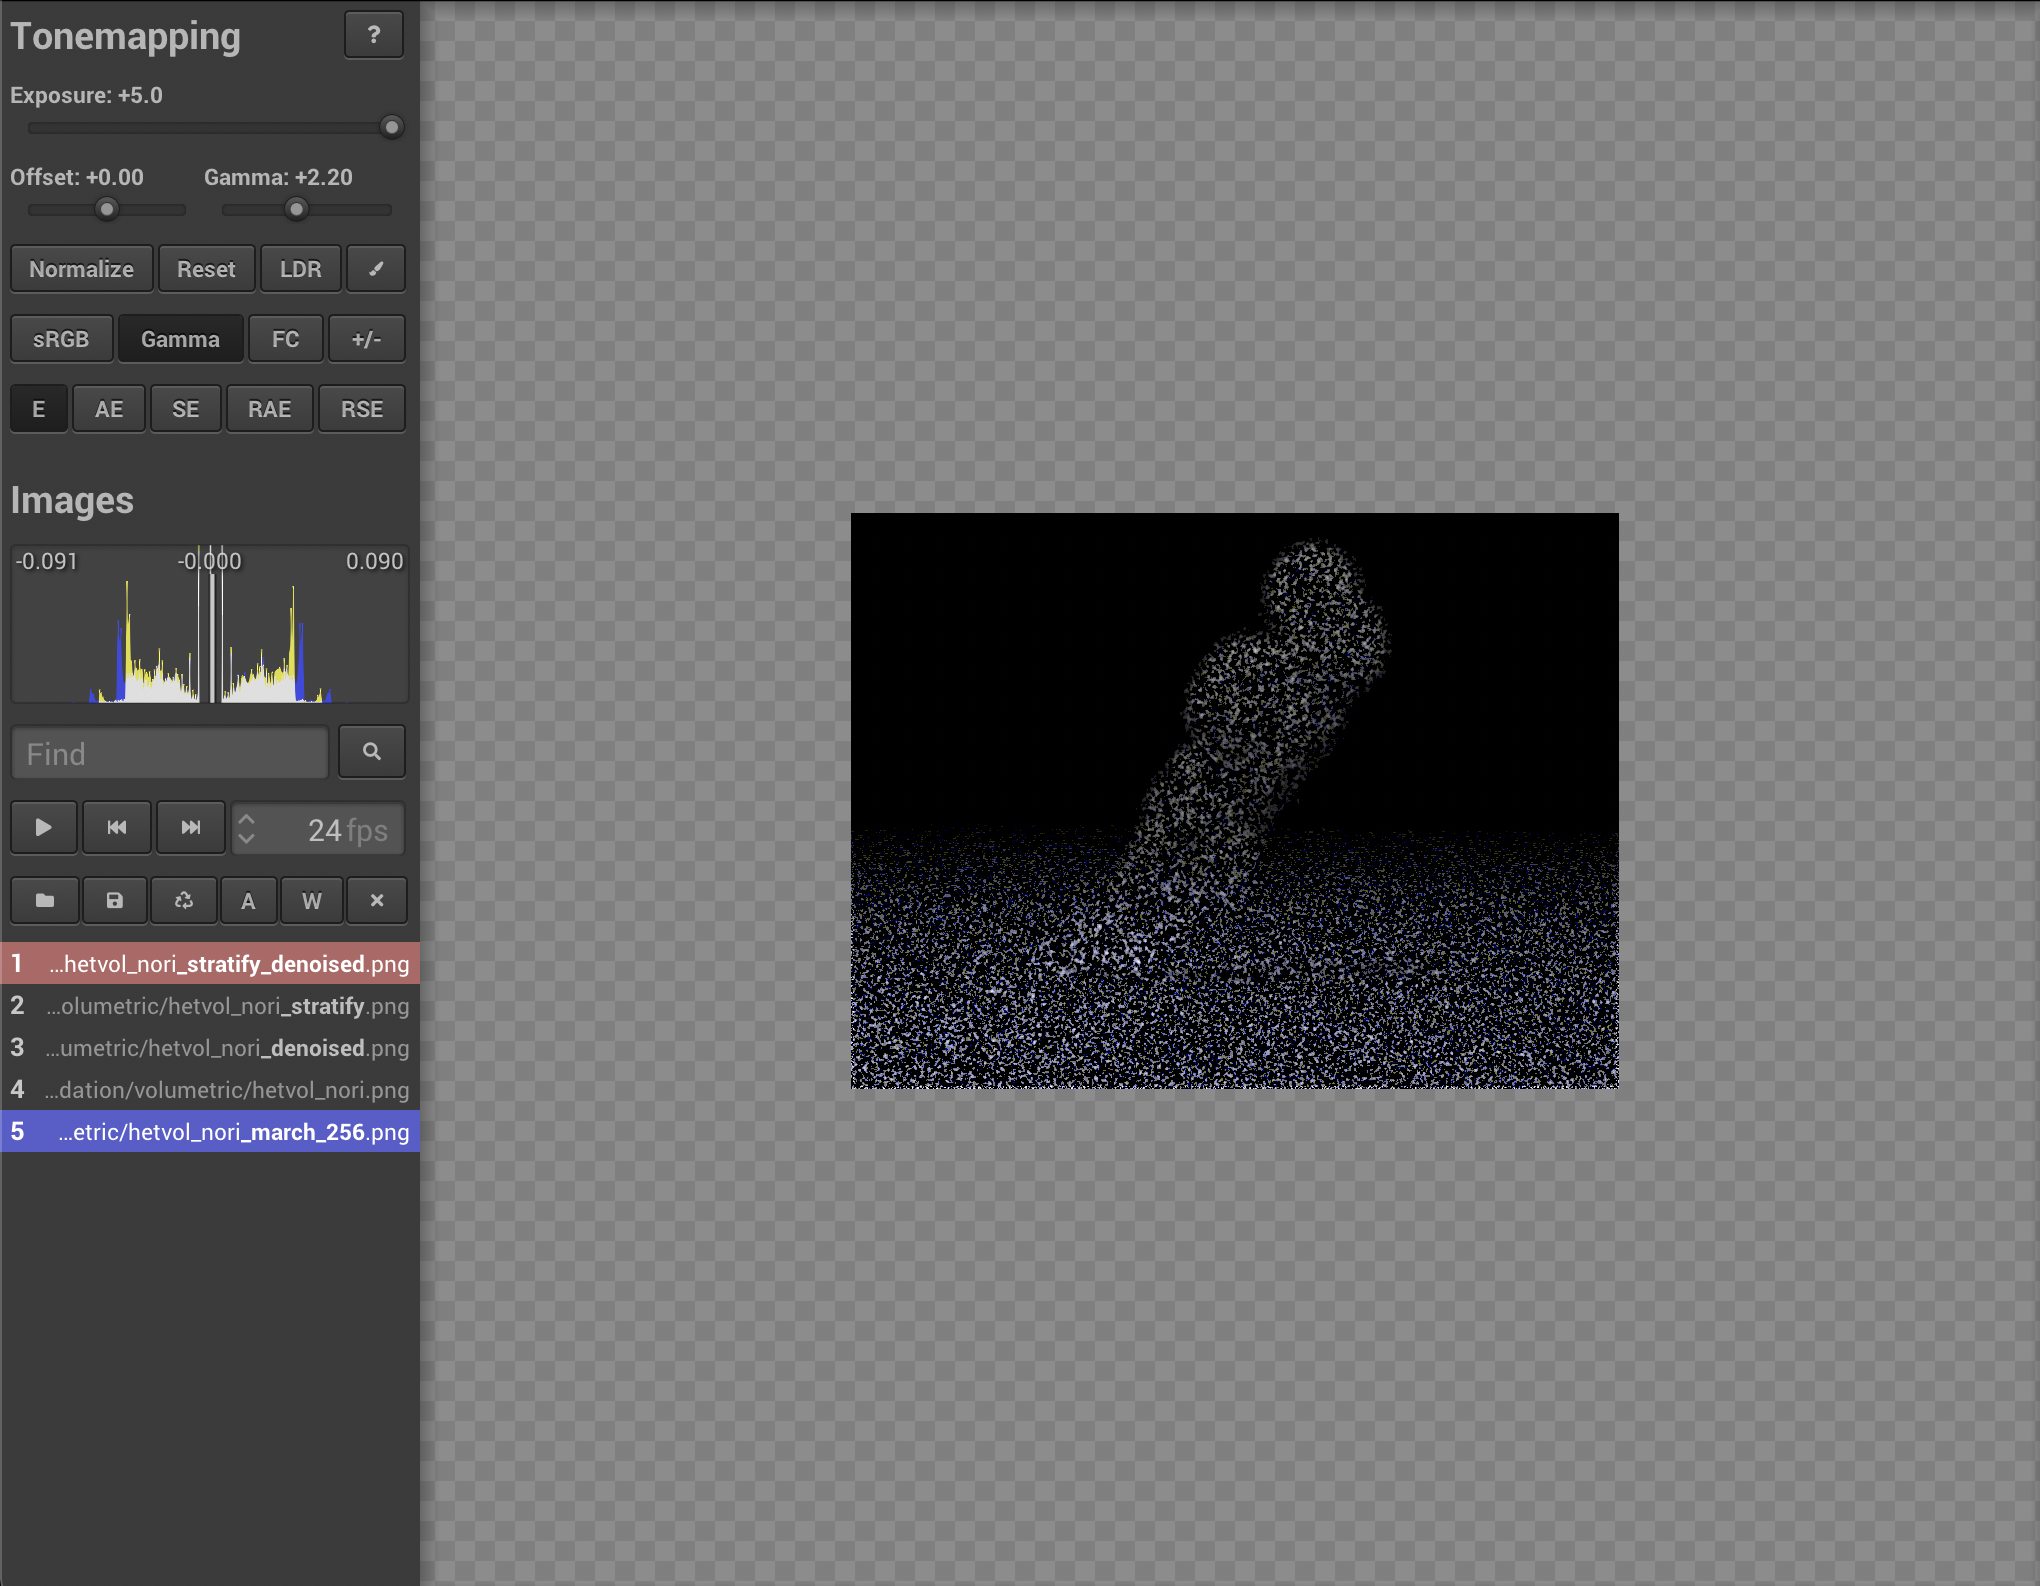 Tonemapping ?
Exposure: +5.0
Offset: +0.00 Gamma: +2.20
Normalize Reset LDR
sRGB Gamma FC +/-
E AE SE RAE RSE
Images
-0.091 -0.000 0.090
Find
24 fps
A W
1 ...hetvol_nori_stratify_denoised.png
2 ...olumetric/hetvol_nori_stratify.png
3 ...umetric/hetvol_nori_denoised.png
4 ...dation/volumetric/hetvol_nori.png
5 ...etric/hetvol_nori_march_256.png